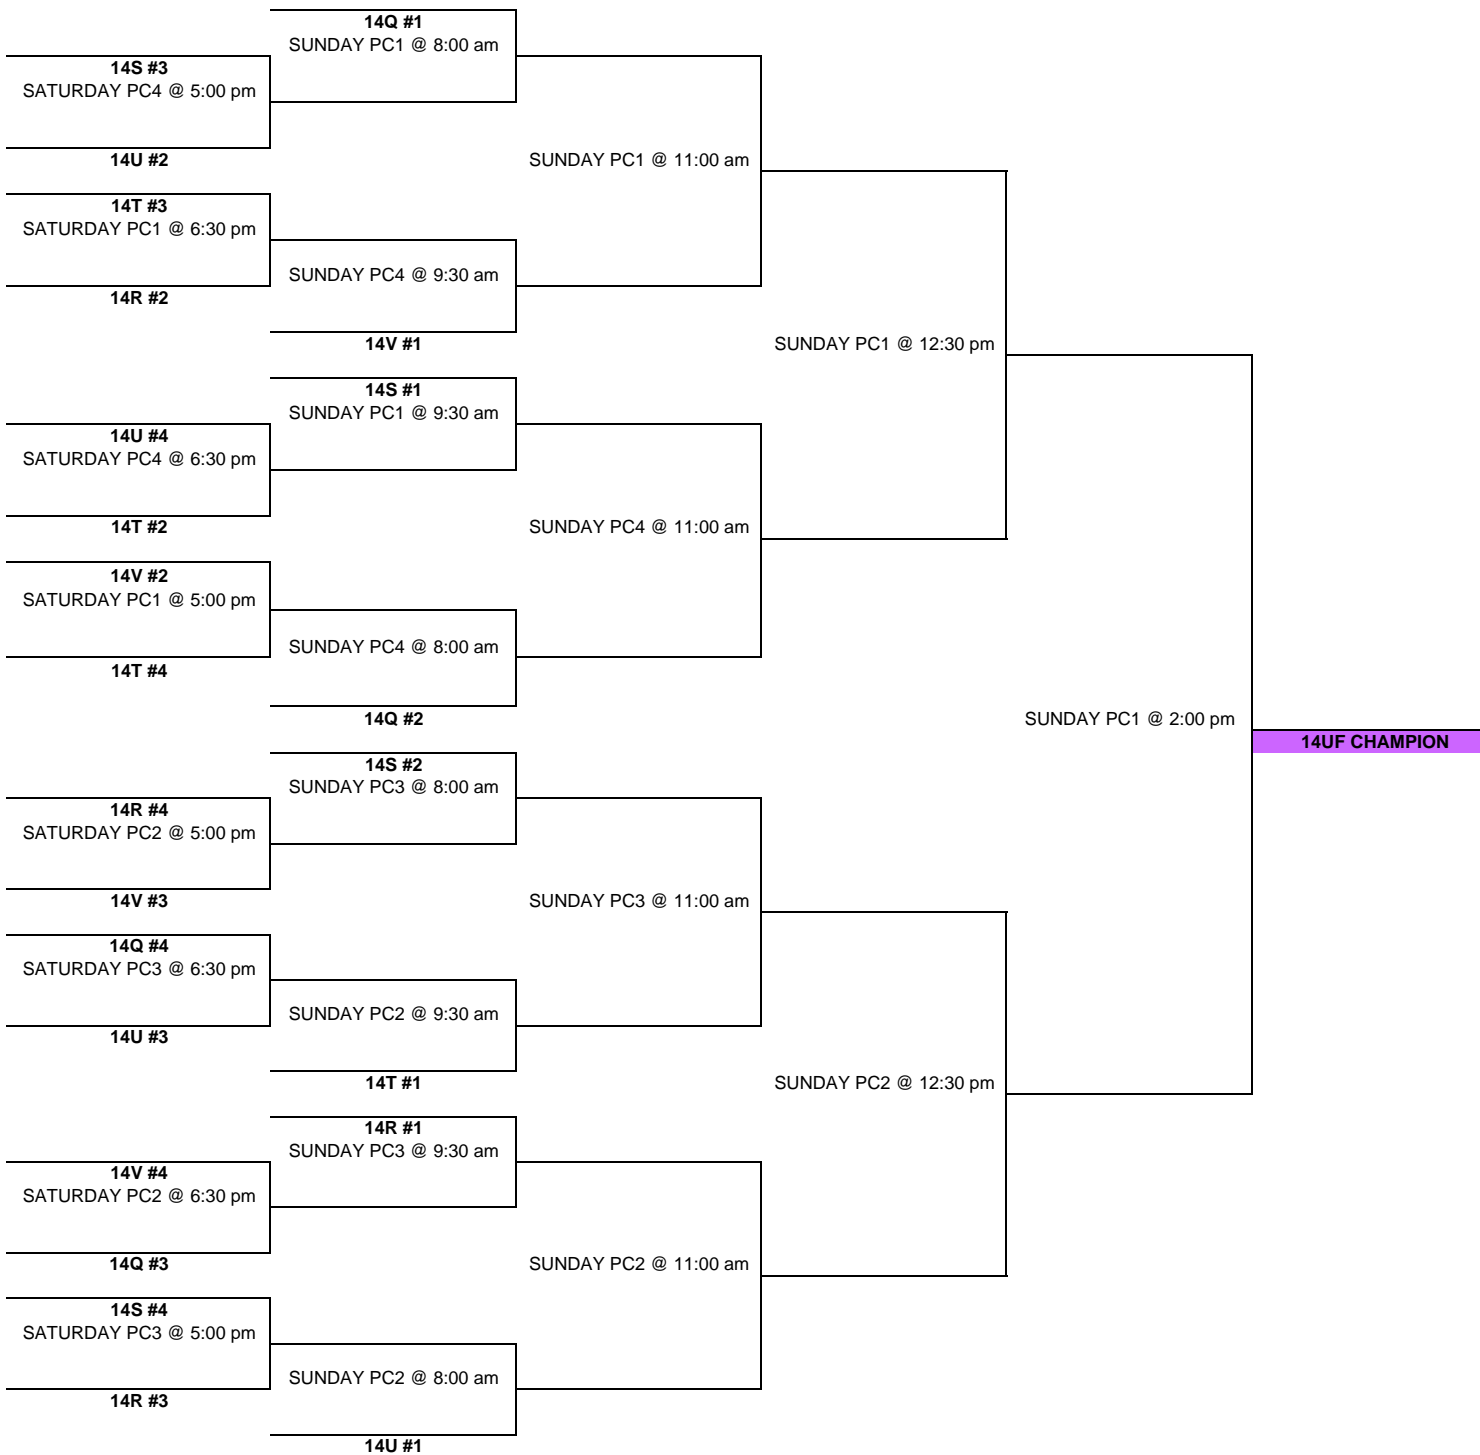 14Q #1
SUNDAY PC1 @ 8:00 am
14S #3
SATURDAY PC4 @ 5:00 pm
14U #2
SUNDAY PC1 @ 11:00 am
14T #3
SATURDAY PC1 @ 6:30 pm
SUNDAY PC4 @ 9:30 am
14R #2
14V #1
SUNDAY PC1 @ 12:30 pm
14S #1
SUNDAY PC1 @ 9:30 am
14U #4
SATURDAY PC4 @ 6:30 pm
14T #2
SUNDAY PC4 @ 11:00 am
14V #2
SATURDAY PC1 @ 5:00 pm
SUNDAY PC4 @ 8:00 am
14T #4
14Q #2
SUNDAY PC1 @ 2:00 pm
14UF CHAMPION
14S #2
SUNDAY PC3 @ 8:00 am
14R #4
SATURDAY PC2 @ 5:00 pm
14V #3
SUNDAY PC3 @ 11:00 am
14Q #4
SATURDAY PC3 @ 6:30 pm
SUNDAY PC2 @ 9:30 am
14U #3
14T #1
SUNDAY PC2 @ 12:30 pm
14R #1
SUNDAY PC3 @ 9:30 am
14V #4
SATURDAY PC2 @ 6:30 pm
14Q #3
SUNDAY PC2 @ 11:00 am
14S #4
SATURDAY PC3 @ 5:00 pm
SUNDAY PC2 @ 8:00 am
14R #3
14U #1